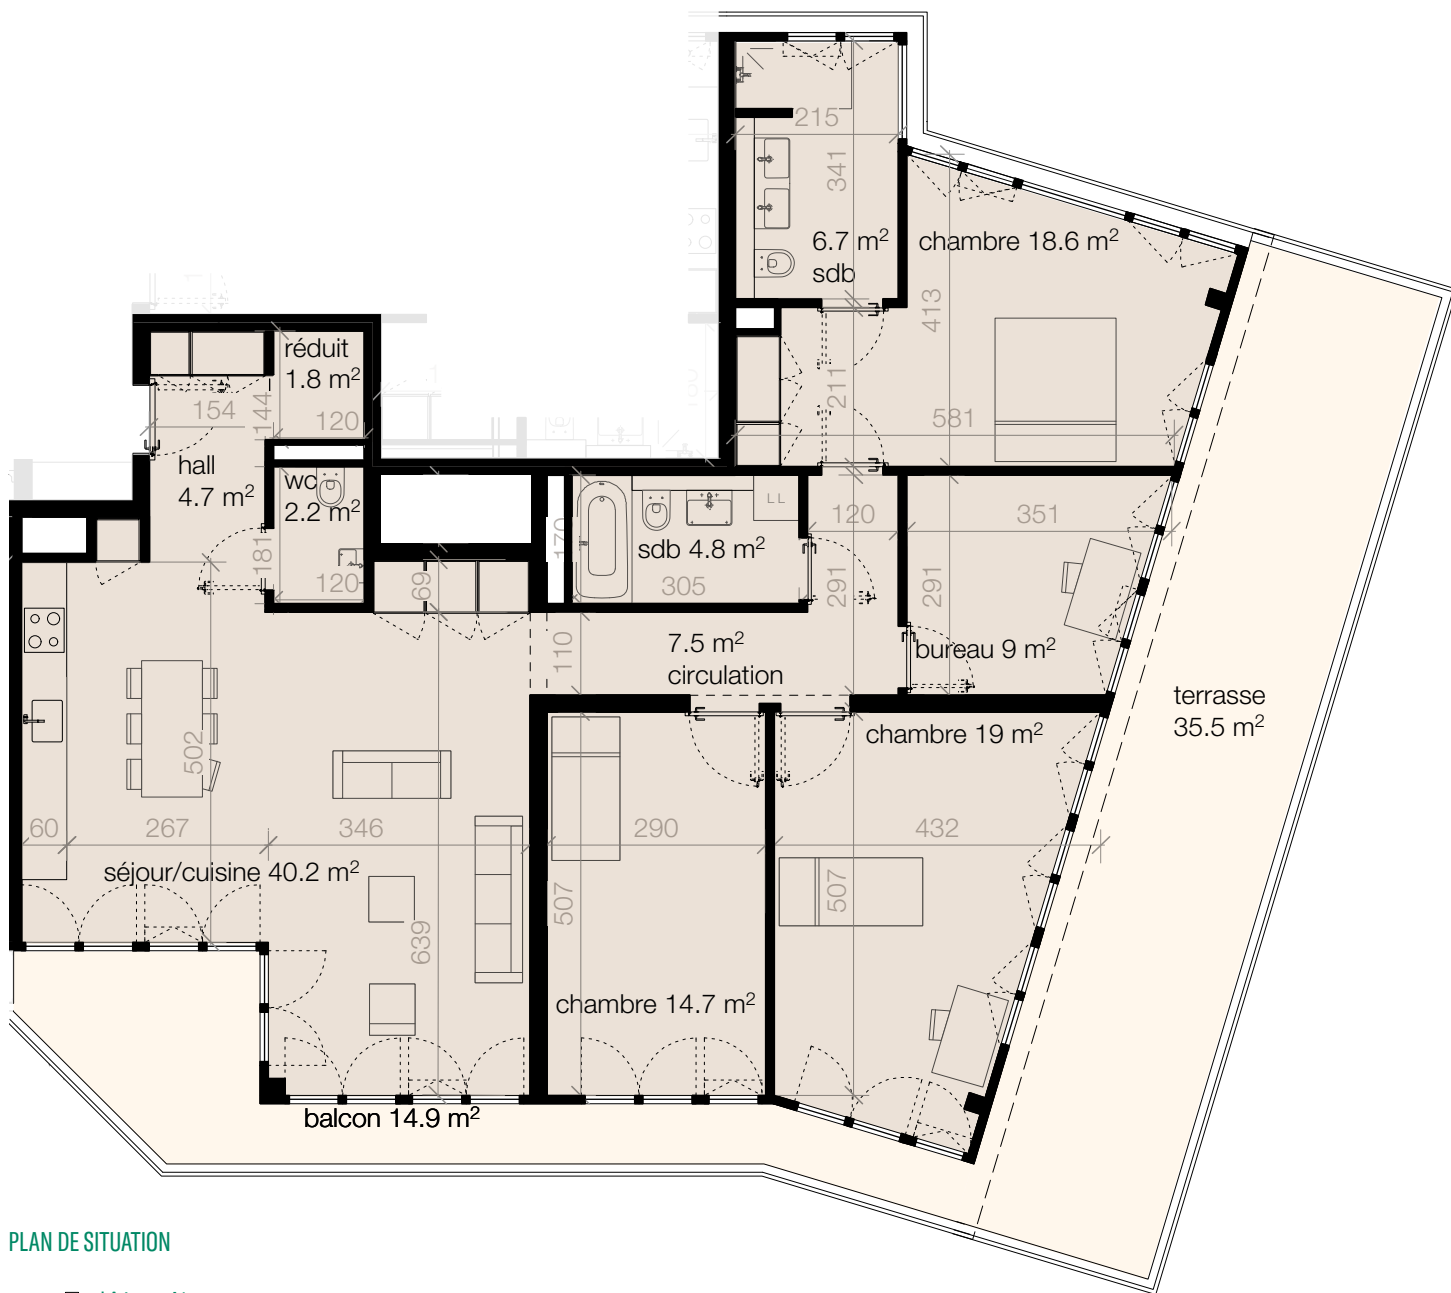 215
341
6.7 m²
sdb
chambre 18.6 m²
413
réduit
1.8 m²
154
144
120
211
581
hall
4.7 m²
wc
2.2 m²
181
120
69
sdb 4.8 m²
305
LL
120
351
291
291
110
7.5 m²
circulation
bureau 9 m²
terrasse
35.5 m²
chambre 19 m²
502
60
267
346
290
432
séjour/cuisine 40.2 m²
507
507
639
chambre 14.7 m²
balcon 14.9 m²
PLAN DE SITUATION